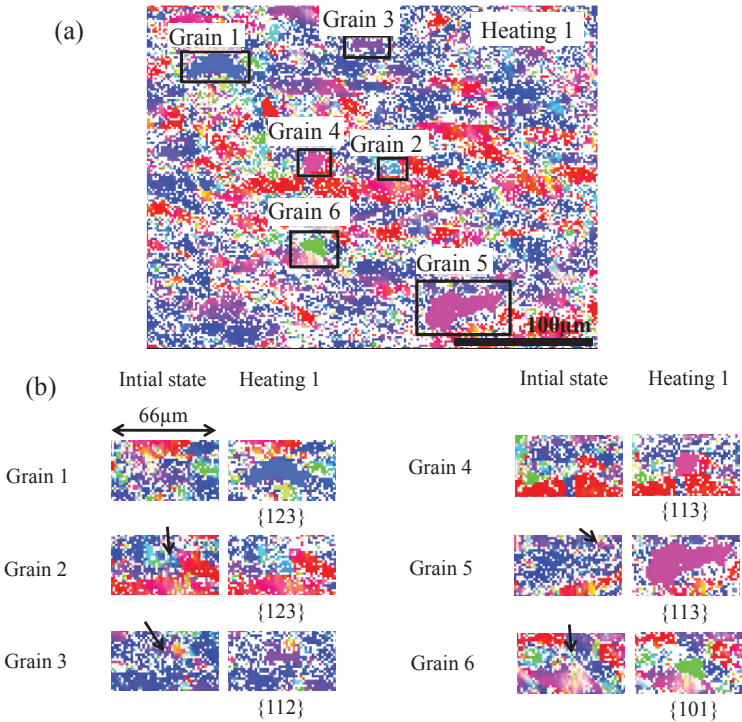 (a)
Grain 1
Grain 3
Heating 1
Grain 4
Grain 2
Grain 6
Grain 5
100µm
(b)
Intial state
Heating 1
Intial state
Heating 1
66µm
Grain 1
{123}
Grain 4
{113}
Grain 2
{123}
Grain 5
{113}
Grain 3
{112}
Grain 6
{101}